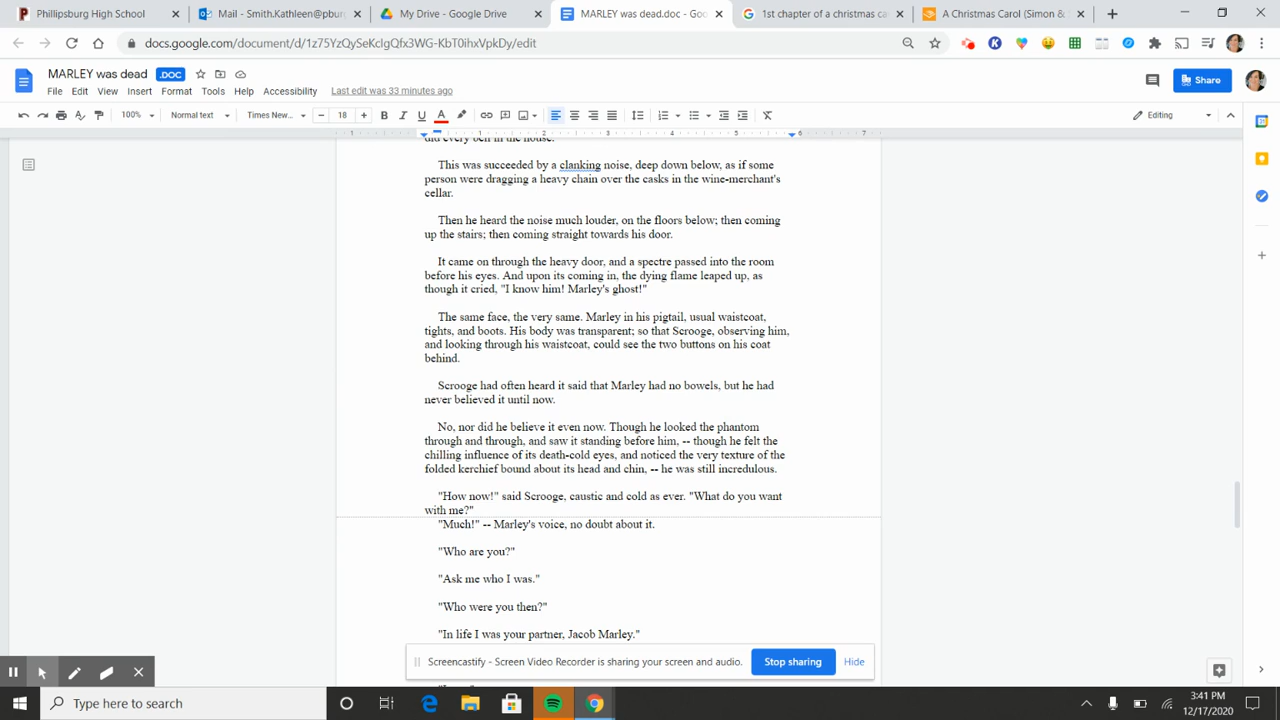 Phillipsburg High School
Mail - Smith.Kathleen@pbur
My Drive - Google Drive
MARLEY was dead.doc - Goo
1st chapter of a christmas ca
A Christmas Carol (Simon &
docs.google.com/document/d/1z75YzQySeKcIgQfx3WG-KbT0ihxVpkDy/edit
MARLEY was dead .DOC
File Edit View Insert Format Tools Help Accessibility Last edit was 33 minutes ago
Share
100% Normal text Times New... 18 B I U A Editing
1 1 2 3 4 5 6 7
did every bell in the house.
This was succeeded by a clanking noise, deep down below, as if some
person were dragging a heavy chain over the casks in the wine-merchant's
cellar.
Then he heard the noise much louder, on the floors below; then coming
up the stairs; then coming straight towards his door.
It came on through the heavy door, and a spectre passed into the room
before his eyes. And upon its coming in, the dying flame leaped up, as
though it cried, "I know him! Marley's ghost!"
The same face, the very same. Marley in his pigtail, usual waistcoat,
tights, and boots. His body was transparent; so that Scrooge, observing him,
and looking through his waistcoat, could see the two buttons on his coat
behind.
Scrooge had often heard it said that Marley had no bowels, but he had
never believed it until now.
No, nor did he believe it even now. Though he looked the phantom
through and through, and saw it standing before him, -- though he felt the
chilling influence of its death-cold eyes, and noticed the very texture of the
folded kerchief bound about its head and chin, -- he was still incredulous.
"How now!" said Scrooge, caustic and cold as ever. "What do you want
with me?"
"Much!" -- Marley's voice, no doubt about it.
"Who are you?"
"Ask me who I was."
"Who were you then?"
"In life I was your partner, Jacob Marley."
Screencastify - Screen Video Recorder is sharing your screen and audio. Stop sharing Hide
Type here to search
3:41 PM
12/17/2020